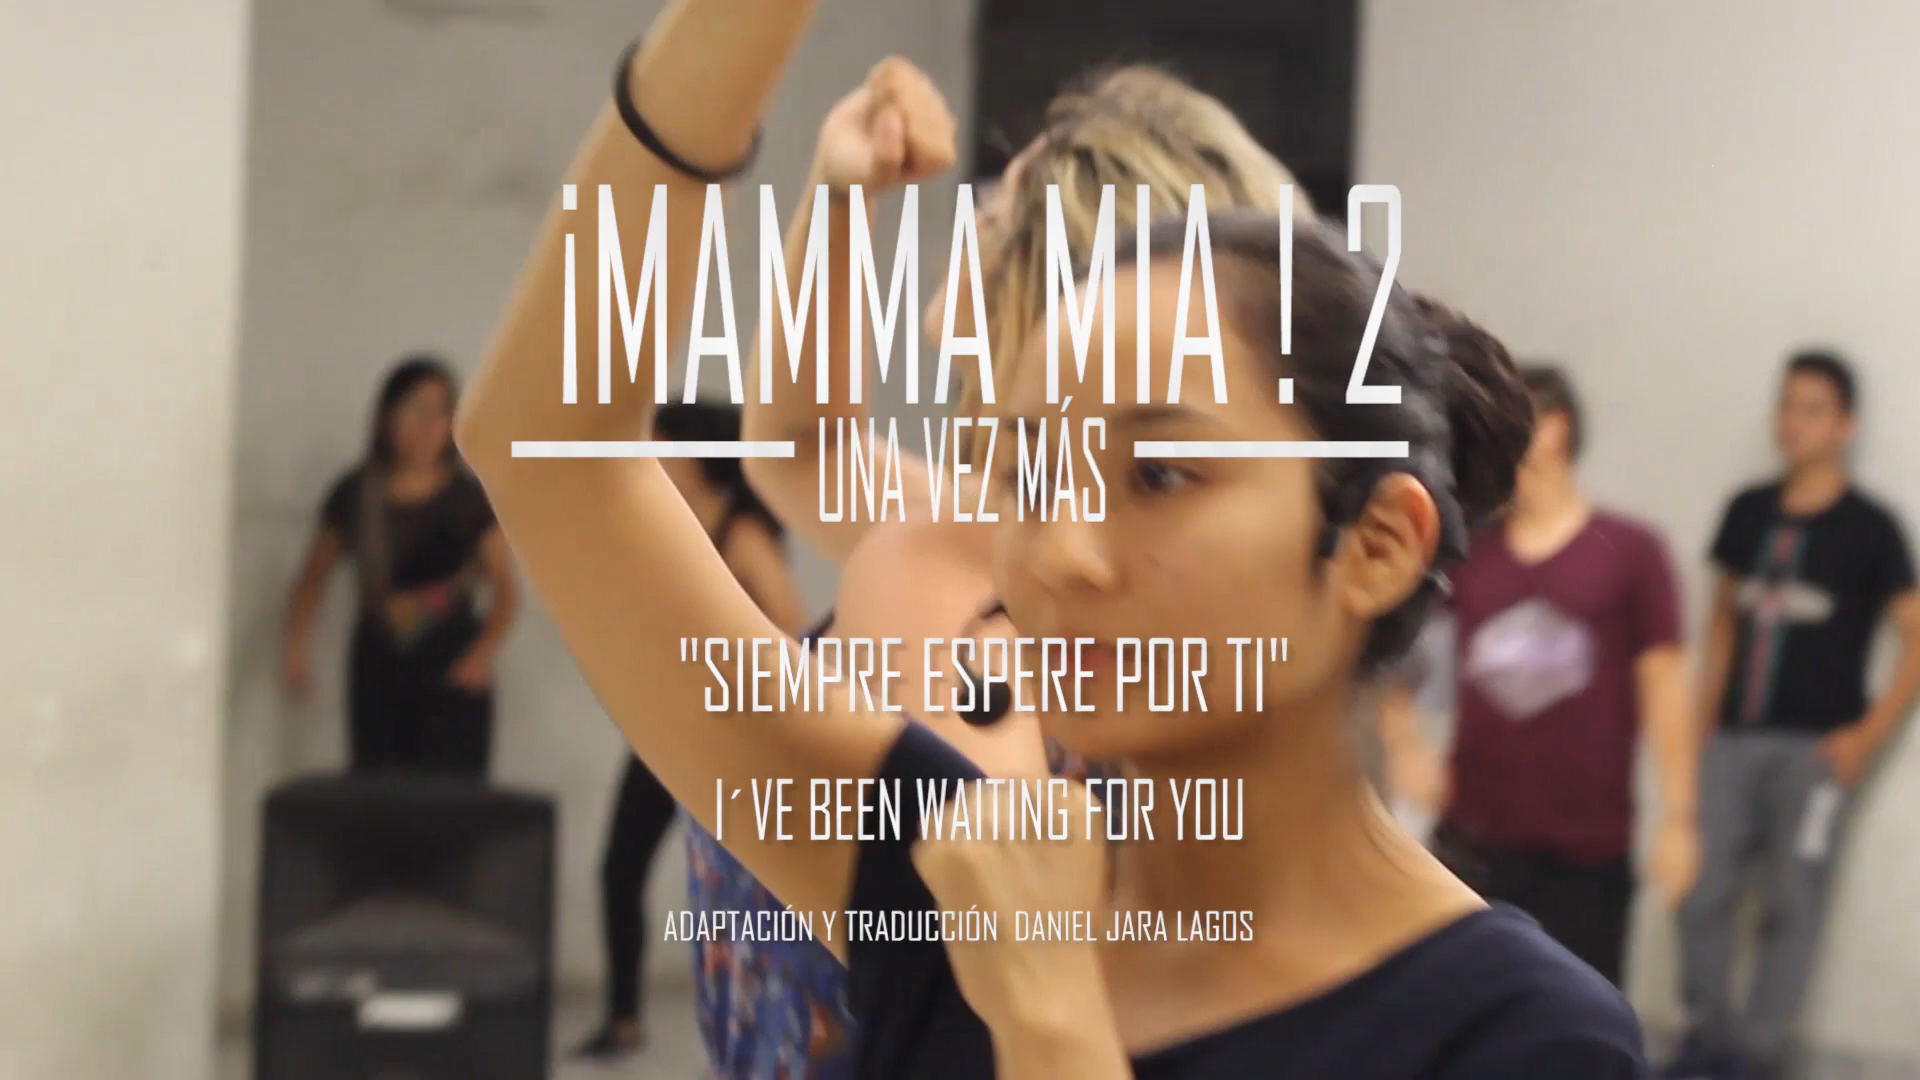 ¡MAMMA MIA ! 2
UNA VEZ MÁS
"SIEMPRE ESPERE POR TI"
I´VE BEEN WAITING FOR YOU
ADAPTACIÓN Y TRADUCCIÓN DANIEL JARA LAGOS